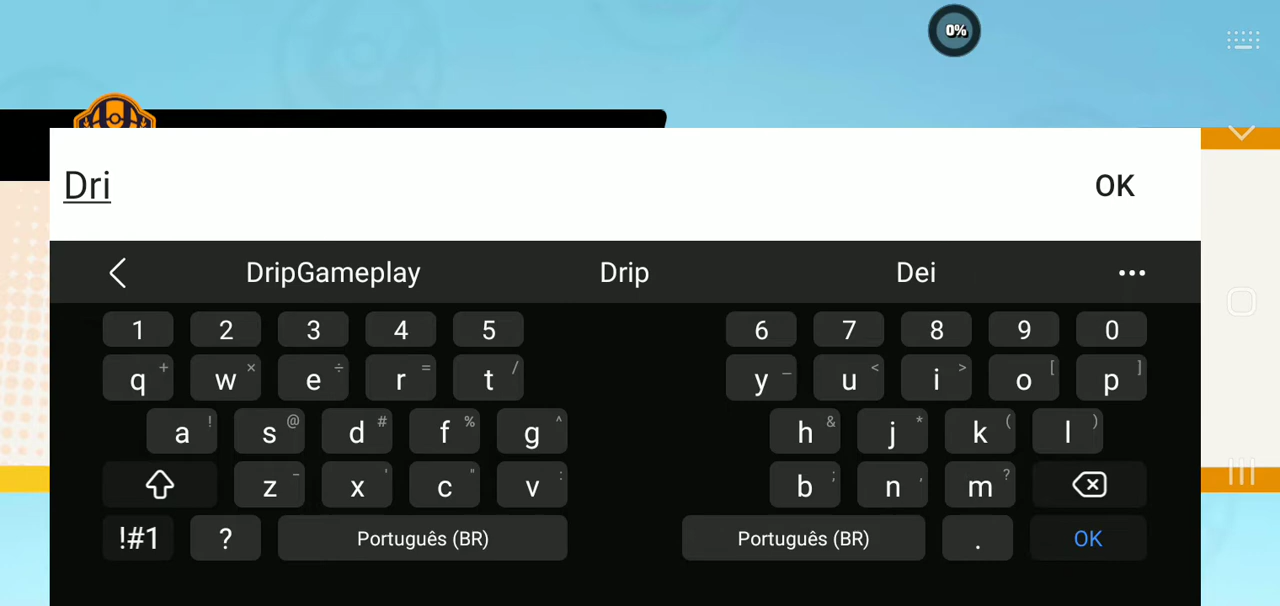 0%
Dri
OK
DripGameplay Drip Dei •••
1 2 3 4 5 6 7 8 9 0
q + w × e ÷ r = t / y _ u < i > o [ p ]
a ! s @ d # f % g ^ h & j * k ( l )
z - x ' c " v : b ; n , m ?
!#1 ? Português (BR) Português (BR) . OK